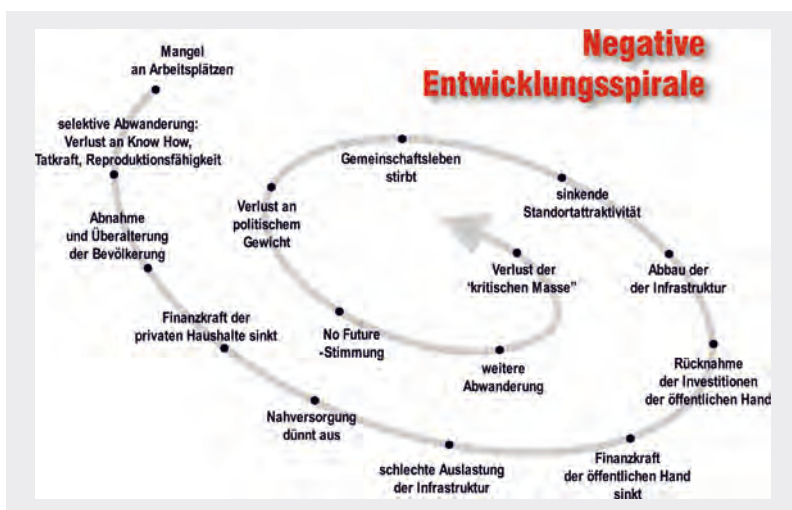 Negative
Entwicklungsspirale
Mangel
an Arbeitsplätzen
selektive Abwanderung:
Verlust an Know How,
Tatkraft, Reproduktionsfähigkeit
Abnahme
und Überalterung
der Bevölkerung
Finanzkraft der
privaten Haushalte sinkt
Nahversorgung
dünnt aus
schlechte Auslastung
der Infrastruktur
Finanzkraft
der öffentlichen Hand
sinkt
Rücknahme
der Investitionen
der öffentlichen Hand
Abbau der
der Infrastruktur
sinkende
Standortattraktivität
Gemeinschaftsleben
stirbt
Verlust an
politischem
Gewicht
No Future
-Stimmung
weitere
Abwanderung
Verlust der
‘kritischen Masse”